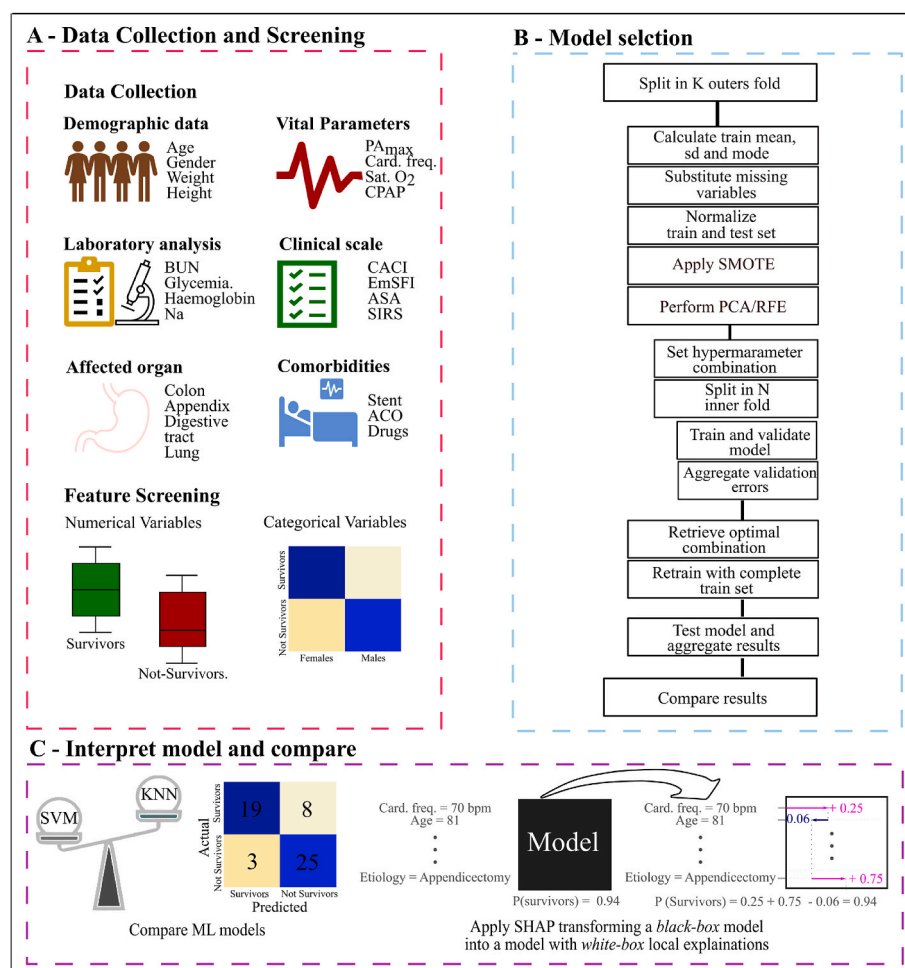 A - Data Collection and Screening
Data Collection
Demographic data
Age
Gender
Weight
Height
Vital Parameters
PAmax
Card. freq.
Sat. O2
CPAP
Laboratory analysis
BUN
Glycemia.
Haemoglobin
Na
Clinical scale
CACI
EmSFI
ASA
SIRS
Affected organ
Colon
Appendix
Digestive
tract
Lung
Comorbidities
Stent
ACO
Drugs
Feature Screening
Numerical Variables
Survivors
Not-Survivors.
Categorical Variables
Survivors
Not Survivors
Females
Males
B - Model selction
Split in K outers fold
Calculate train mean,
sd and mode
Substitute missing
variables
Normalize
train and test set
Apply SMOTE
Perform PCA/RFE
Set hypermarameter
combination
Split in N
inner fold
Train and validate
model
Aggregate validation
errors
Retrieve optimal
combination
Retrain with complete
train set
Test model and
aggregate results
Compare results
C - Interpret model and compare
SVM
KNN
Actual
Survivors
Not Survivors
19
8
3
25
Survivors
Not Survivors
Predicted
Compare ML models
Card. freq. = 70 bpm
Age = 81
Etiology = Appendicectomy
Model
P(survivors) = 0.94
Card. freq. = 70 bpm
Age = 81
Etiology = Appendicectomy
+ 0.25
0.06
+ 0.75
P (Survivors) = 0.25 + 0.75 - 0.06 = 0.94
Apply SHAP transforming a black-box model
into a model with white-box local explainations